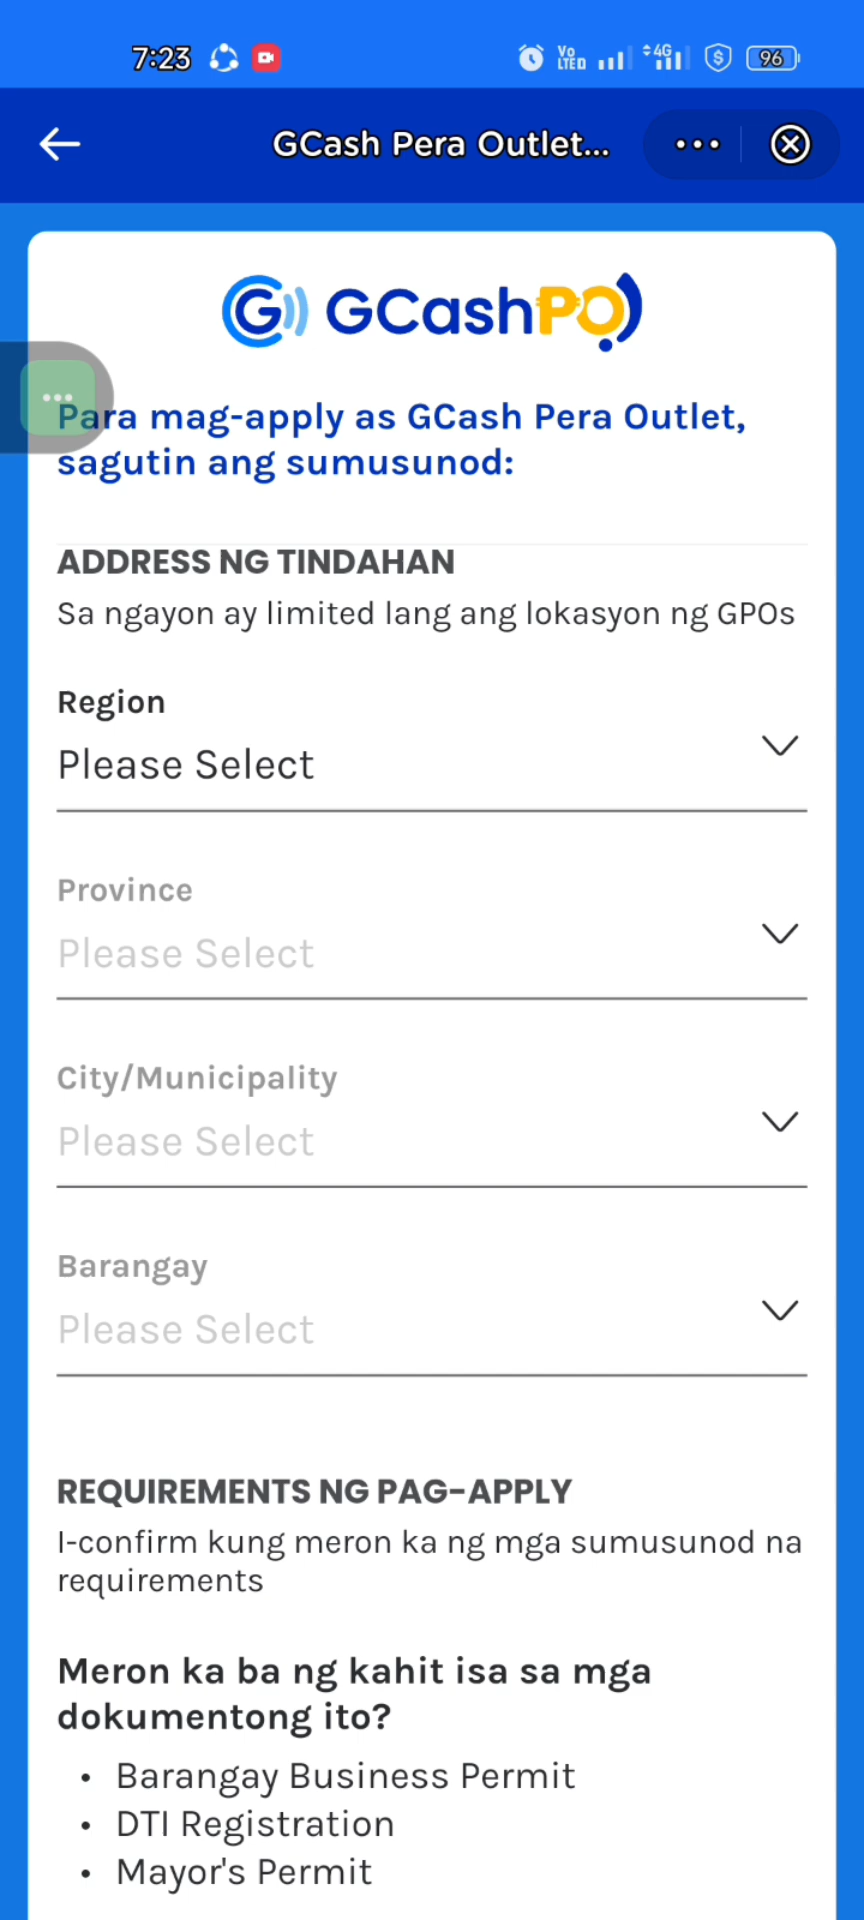 7:23
Vo
LTED
4G
96
GCash Pera Outlet...
G GCashPO
Para mag-apply as GCash Pera Outlet,
sagutin ang sumusunod:
ADDRESS NG TINDAHAN
Sa ngayon ay limited lang ang lokasyon ng GPOs
Region
Please Select
Province
Please Select
City/Municipality
Please Select
Barangay
Please Select
REQUIREMENTS NG PAG-APPLY
I-confirm kung meron ka ng mga sumusunod na
requirements
Meron ka ba ng kahit isa sa mga
dokumentong ito?
• Barangay Business Permit
• DTI Registration
• Mayor's Permit